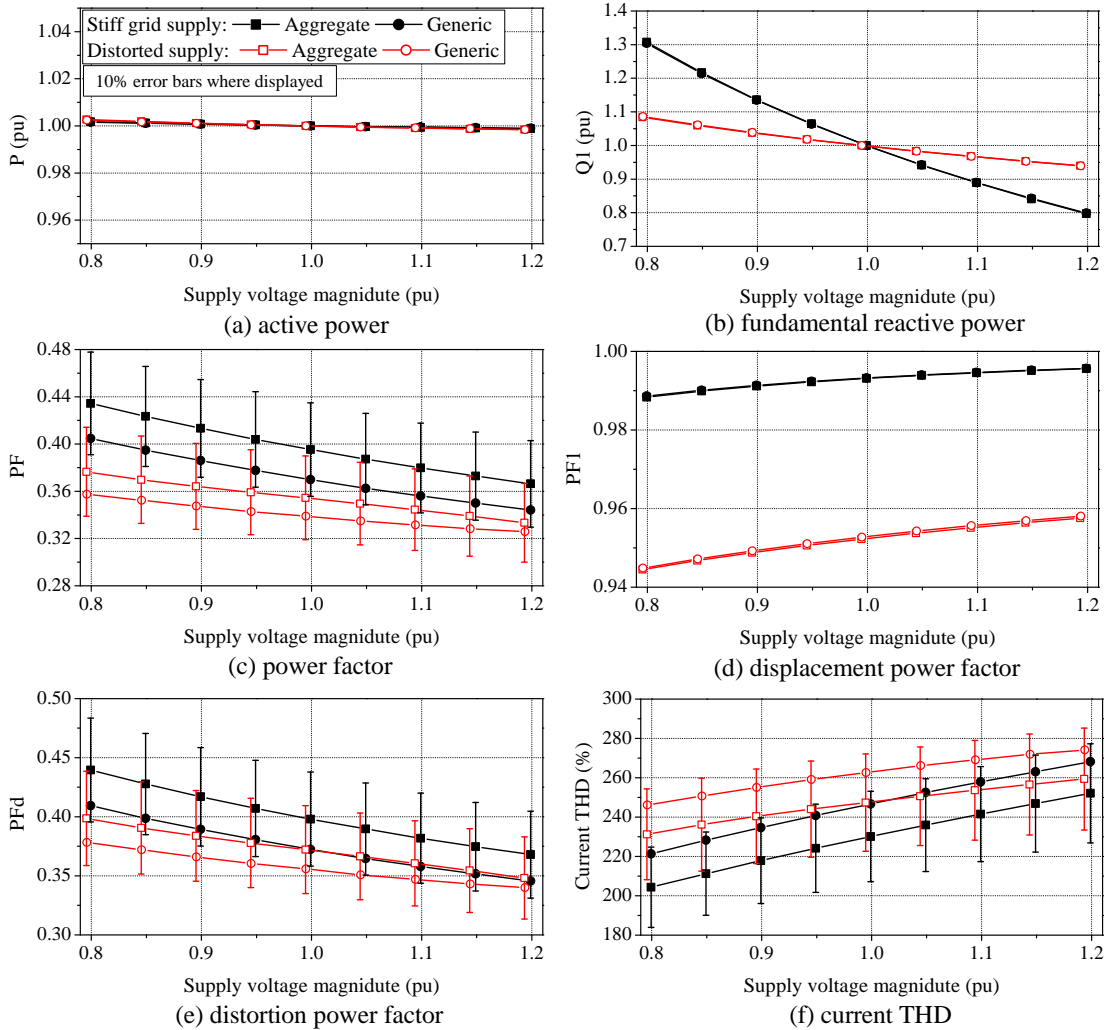 Stiff grid supply: Aggregate Generic
Distorted supply: Aggregate Generic
10% error bars where displayed
1.04
1.02
1.00
0.98
0.96
P (pu)
0.8 0.9 1.0 1.1 1.2
Supply voltage magnidute (pu)
(a) active power
1.4
1.3
1.2
1.1
1.0
0.9
0.8
0.7
Q1 (pu)
0.8 0.9 1.0 1.1 1.2
Supply voltage magnidute (pu)
(b) fundamental reactive power
0.48
0.44
0.40
0.36
0.32
0.28
PF
0.8 0.9 1.0 1.1 1.2
Supply voltage magnidute (pu)
(c) power factor
1.00
0.98
0.96
0.94
PF1
0.8 0.9 1.0 1.1 1.2
Supply voltage magnidute (pu)
(d) displacement power factor
0.50
0.45
0.40
0.35
0.30
PFd
0.8 0.9 1.0 1.1 1.2
Supply voltage magnidute (pu)
(e) distortion power factor
300
280
260
240
220
200
180
Current THD (%)
0.8 0.9 1.0 1.1 1.2
Supply voltage magnidute (pu)
(f) current THD